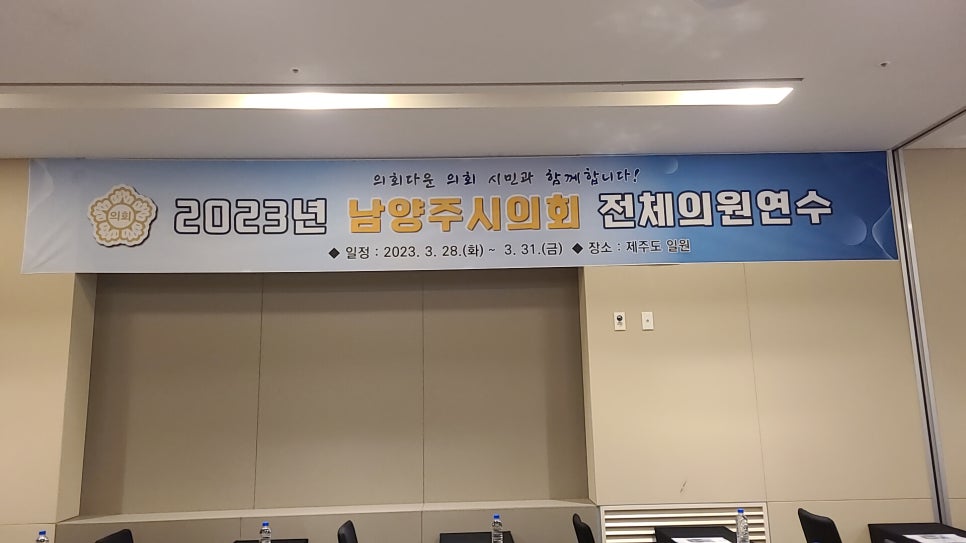 의회다운 의회 시민과 함께합니다!
의회
2023년 남양주시의회 전체의원연수
◆ 일정 : 2023. 3. 28.(화) ~ 3. 31.(금) ◆ 장소 : 제주도 일원